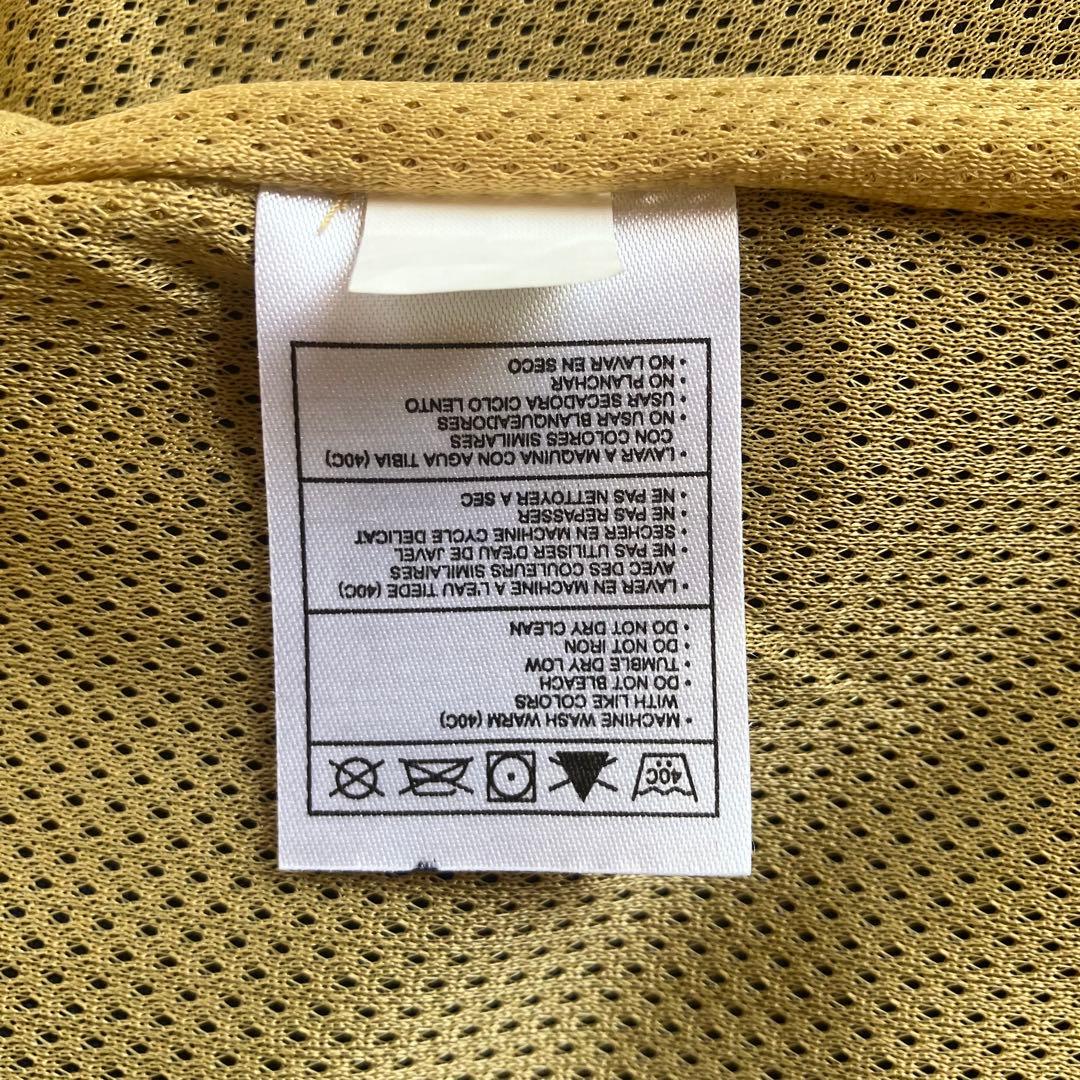 40C
• MACHINE WASH WARM (40C)
WITH LIKE COLORS
• DO NOT BLEACH
• TUMBLE DRY LOW
• DO NOT IRON
• DO NOT DRY CLEAN
• LAVER EN MACHINE A L'EAU TIEDE (40C)
AVEC DES COULEURS SIMILAIRES
• NE PAS UTILISER D'EAU DE JAVEL
• SECHER EN MACHINE CYCLE DELICAT
• NE PAS REPASSER
• NE PAS NETTOYER A SEC
• LAVAR A MAQUINA CON AGUA TIBIA (40C)
CON COLORES SIMILARES
• NO USAR BLANQUEADORES
• USAR SECADORA CICLO LENTO
• NO PLANCHAR
• NO LAVAR EN SECO